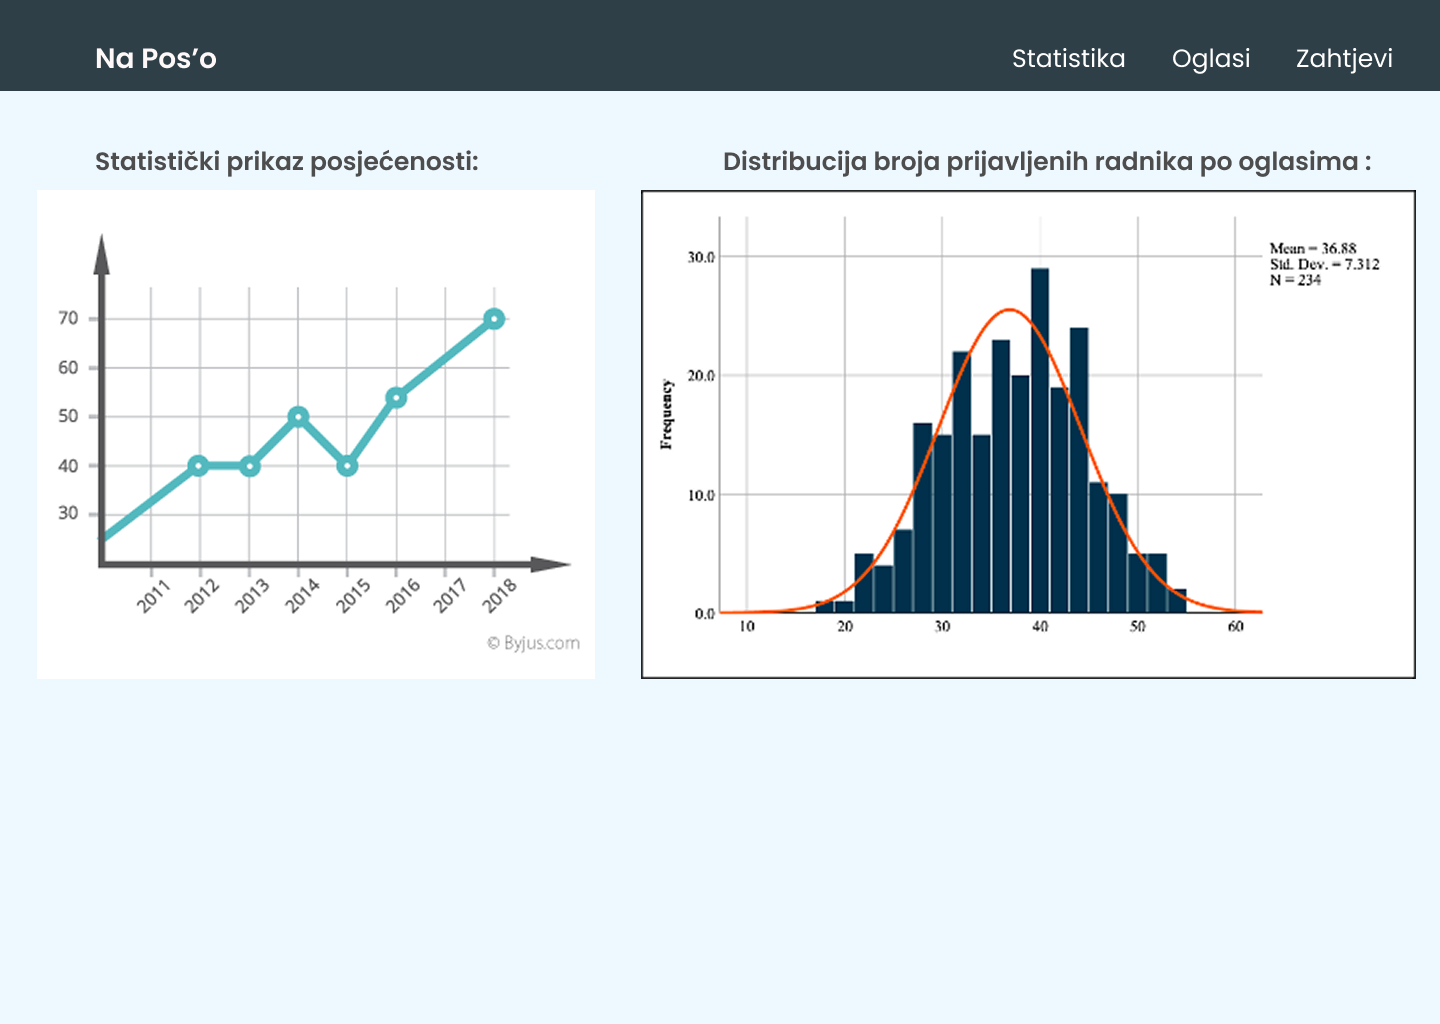 Na Pos’o
Statistika Oglasi Zahtjevi
Statistički prikaz posjećenosti:
70
60
50
40
30
2011 2012 2013 2014 2015 2016 2017 2018
© Byjus.com
Distribucija broja prijavljenih radnika po oglasima :
Mean = 36.88
Std. Dev. = 7.312
N = 234
Frequency
30.0
20.0
10.0
0.0
10 20 30 40 50 60